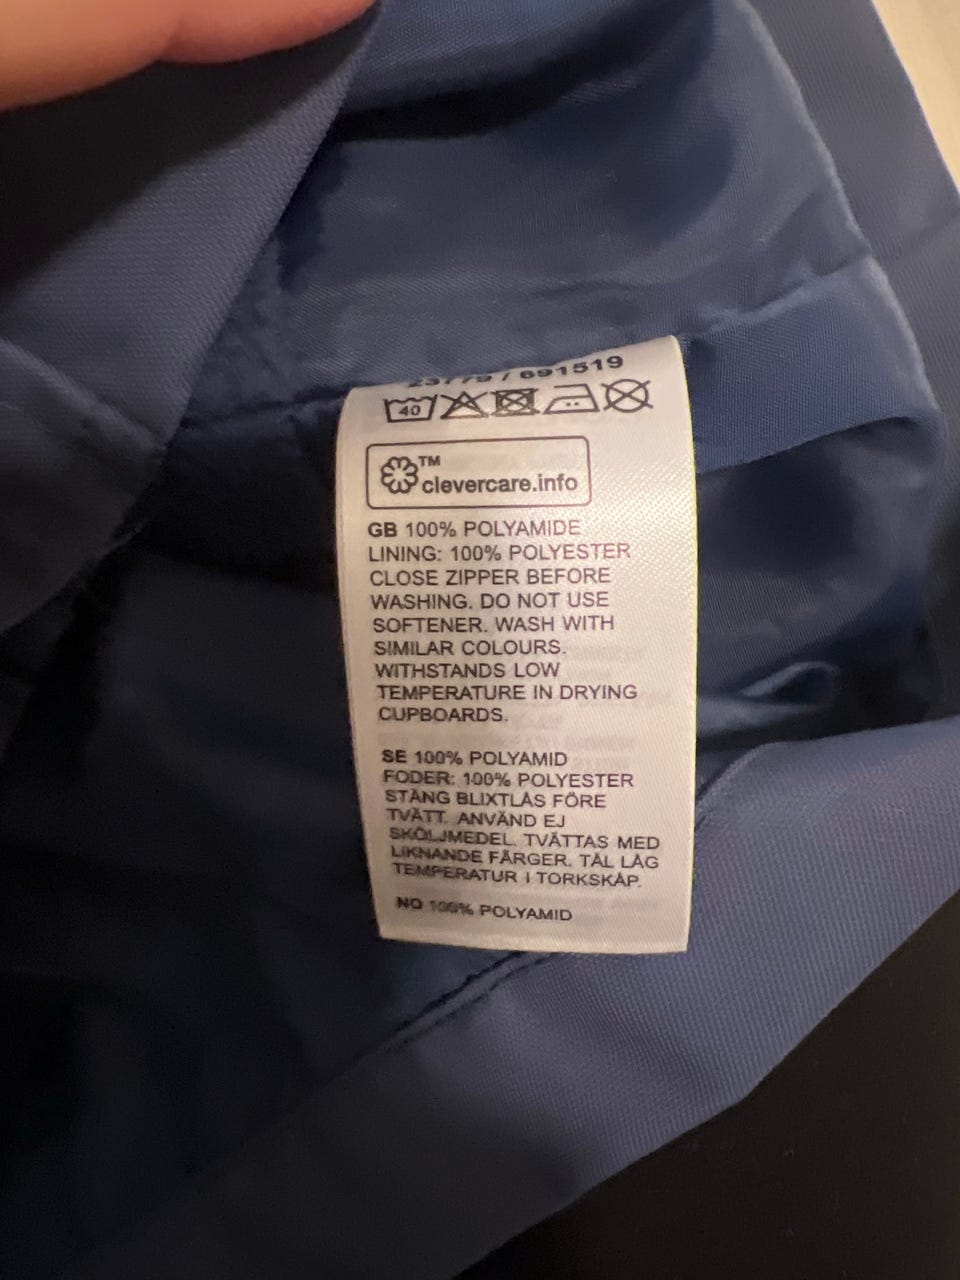 691519
40
TM
clevercare.info
GB 100% POLYAMIDE
LINING: 100% POLYESTER
CLOSE ZIPPER BEFORE
WASHING. DO NOT USE
SOFTENER. WASH WITH
SIMILAR COLOURS.
WITHSTANDS LOW
TEMPERATURE IN DRYING
CUPBOARDS.
SE 100% POLYAMID
FODER: 100% POLYESTER
STÄNG BLIXTLÅS FÖRE
TVÄTT. ANVÄND EJ
SKÖLJMEDEL. TVÄTTAS MED
LIKNANDE FÄRGER. TÅL LÅG
TEMPERATUR I TORKSKÅP.
NO 100% POLYAMID